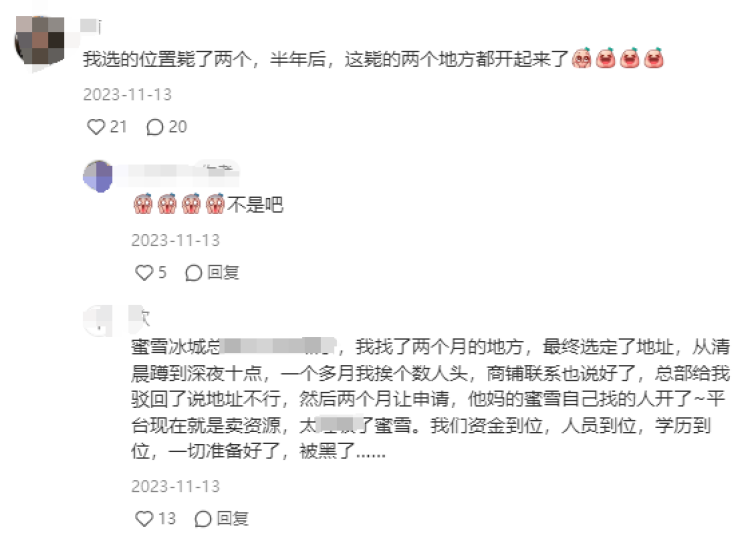 我选的位置毙了两个，半年后，这毙的两个地方都开起来了
2023-11-13
21 20
不是吧
2023-11-13
5 回复
蜜雪冰城总，我找了两个月的地方，最终选定了地址，从清
晨蹲到深夜十点，一个多月我挨个数人头，商铺联系也说好了，总部给我
驳回了说地址不行，然后两个月让申请，他妈的蜜雪自己找的人开了~平
台现在就是卖资源，太了蜜雪。我们资金到位，人员到位，学历到
位，一切准备好了，被黑了......
2023-11-13
13 回复